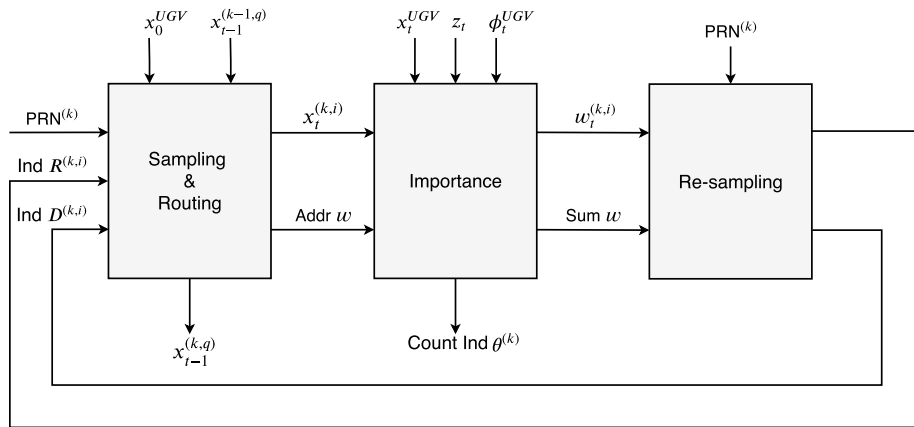 x_0^{UGV} x_{t-1}^{(k-1,q)} x_t^{UGV} z_t ϕ_t^{UGV} PRN^{(k)}
PRN^{(k)} x_t^{(k,i)} w_t^{(k,i)}
Ind R^{(k,i)}
Sampling
&
Routing
Importance
Re-sampling
Ind D^{(k,i)} Addr w Sum w
x_{t-1}^{(k,q)} Count Ind θ^{(k)}